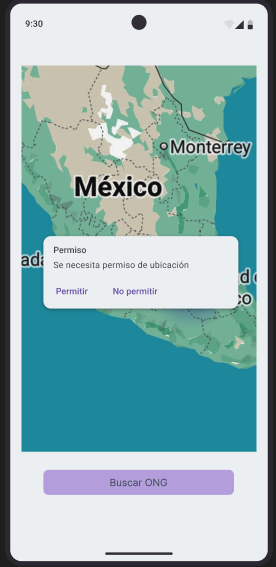 9:30
Monterrey
México
Permiso
Se necesita permiso de ubicación
Permitir No permitir
Buscar ONG